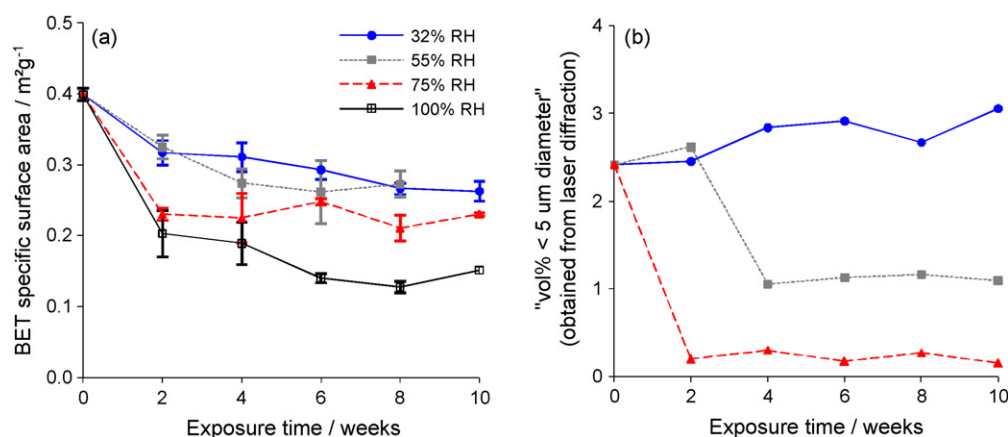 (a)
32% RH
55% RH
75% RH
100% RH
BET specific surface area / m²g⁻¹
0.5
0.4
0.3
0.2
0.1
0.0
0 2 4 6 8 10
Exposure time / weeks
(b)
"vol% < 5 um diameter"
(obtained from laser diffraction)
4
3
2
1
0
0 2 4 6 8 10
Exposure time / weeks